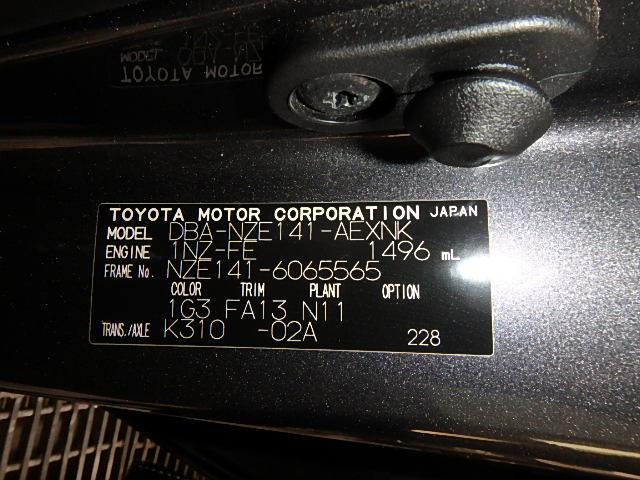 TOYOTA MOTOR CORPORATION JAPAN
MODEL DBA-NZE141-AEXNK
ENGINE 1NZ-FE 1496 mL
FRAME No. NZE141-6065565
COLOR TRIM PLANT OPTION
1G3 FA13 N11
TRANS./AXLE K310 -02A 228